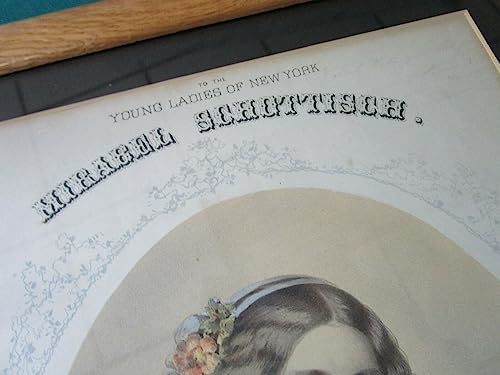 TO THE
YOUNG LADIES OF NEW YORK
MIRABEL SCHOTTISCH.